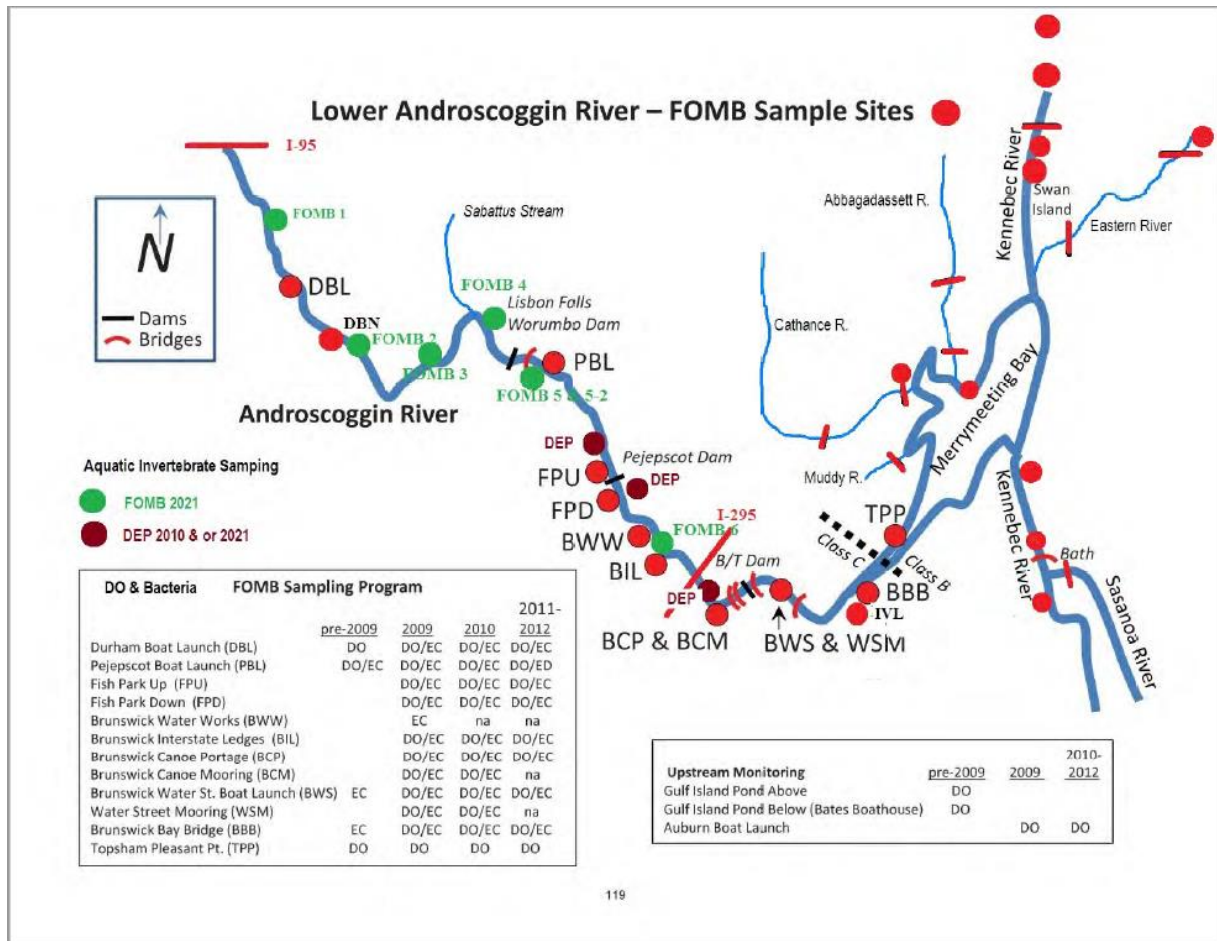 Lower Androscoggin River – FOMB Sample Sites
I-95
N
Dams
Bridges
FOMB 1
DBL
DBN
FOMB 2
FOMB 3
Sabattus Stream
FOMB 4
Lisbon Falls
Worumbo Dam
PBL
FOMB 5 & 5-2
Androscoggin River
Abbagadassett R.
Cathance R.
Muddy R.
Merrymeeting Bay
Kennebec River
Swan
Island
Eastern River
Aquatic Invertebrate Sampling
FOMB 2021
DEP 2010 & or 2021
DEP
Pejepscot Dam
FPU
DEP
FPD
BWW
FOMB 6
I-295
BIL
B/T Dam
DEP
BCP & BCM
BWS & WSM
TPP
Class C
Class B
BBB
IVL
Kennebec River
Bath
Sasanoa River
DO & Bacteria FOMB Sampling Program
2011-
pre-2009 2009 2010 2012
Durham Boat Launch (DBL) DO DO/EC DO/EC DO/EC
Pejepscot Boat Launch (PBL) DO/EC DO/EC DO/EC DO/ED
Fish Park Up (FPU) DO/EC DO/EC DO/EC
Fish Park Down (FPD) DO/EC DO/EC DO/EC
Brunswick Water Works (BWW) EC na na
Brunswick Interstate Ledges (BIL) DO/EC DO/EC DO/EC
Brunswick Canoe Portage (BCP) DO/EC DO/EC DO/EC
Brunswick Canoe Mooring (BCM) DO/EC DO/EC na
Brunswick Water St. Boat Launch (BWS) EC DO/EC DO/EC DO/EC
Water Street Mooring (WSM) DO/EC DO/EC na
Brunswick Bay Bridge (BBB) EC DO/EC DO/EC DO/EC
Topsham Pleasant Pt. (TPP) DO DO DO DO
2010-
Upstream Monitoring pre-2009 2009 2012
Gulf Island Pond Above DO
Gulf Island Pond Below (Bates Boathouse) DO
Auburn Boat Launch DO DO
119